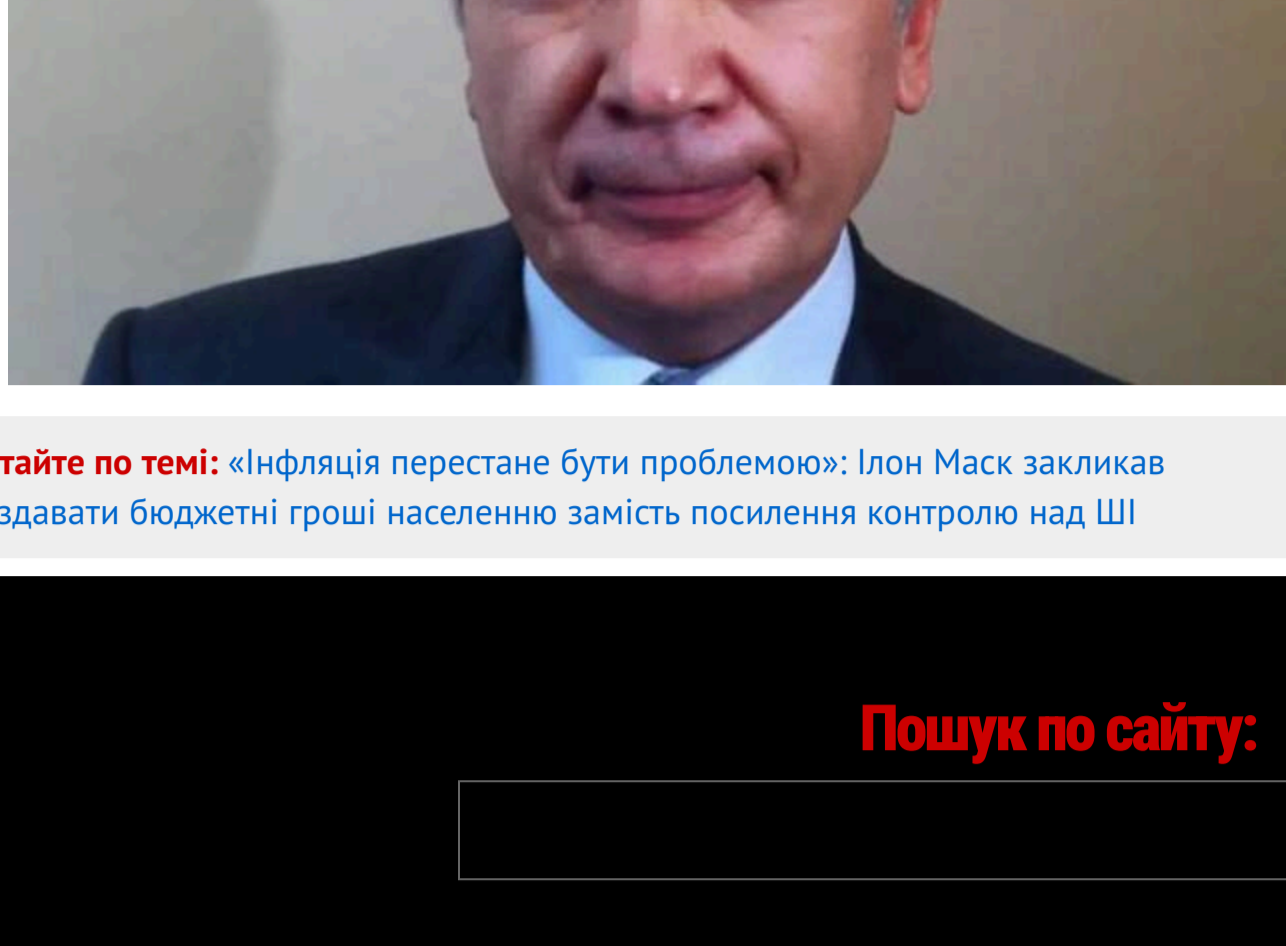 тайте по темі: «Інфляція перестане бути проблемою»: Ілон Маск закликав
здавати бюджетні гроші населенню замість посилення контролю над ШІ
Пошук по сайту: